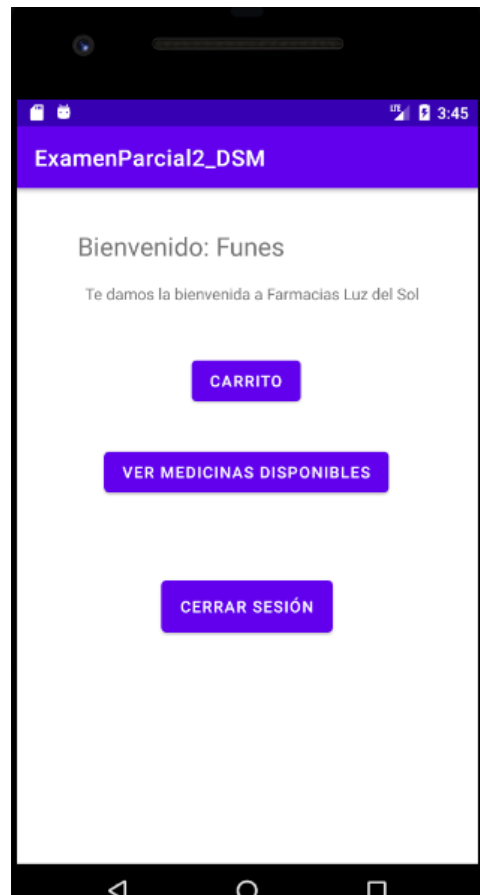 LTE 3:45
ExamenParcial2_DSM
Bienvenido: Funes
Te damos la bienvenida a Farmacias Luz del Sol
CARRITO
VER MEDICINAS DISPONIBLES
CERRAR SESIÓN